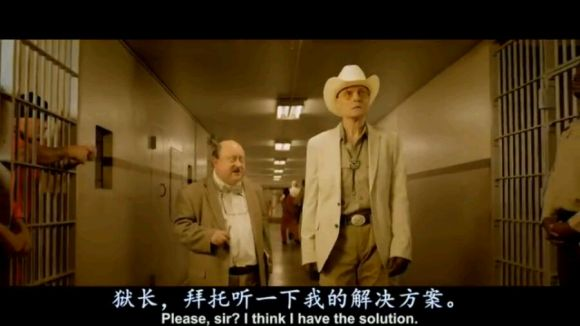 狱长，拜托听一下我的解决方案。
Please, sir? I think I have the solution.